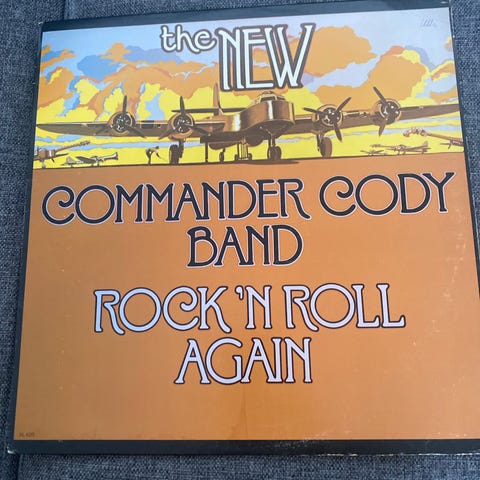 the NEW
COMMANDER CODY
BAND
ROCK 'N ROLL
AGAIN